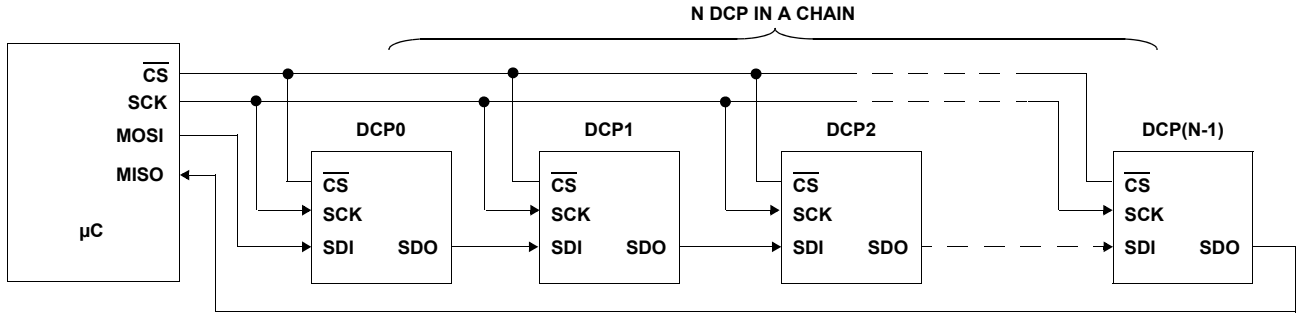 N DCP IN A CHAIN
CS
SCK
MOSI
MISO
µC
DCP0
CS
SCK
SDI SDO
DCP1
CS
SCK
SDI SDO
DCP2
CS
SCK
SDI SDO
DCP(N-1)
CS
SCK
SDI SDO